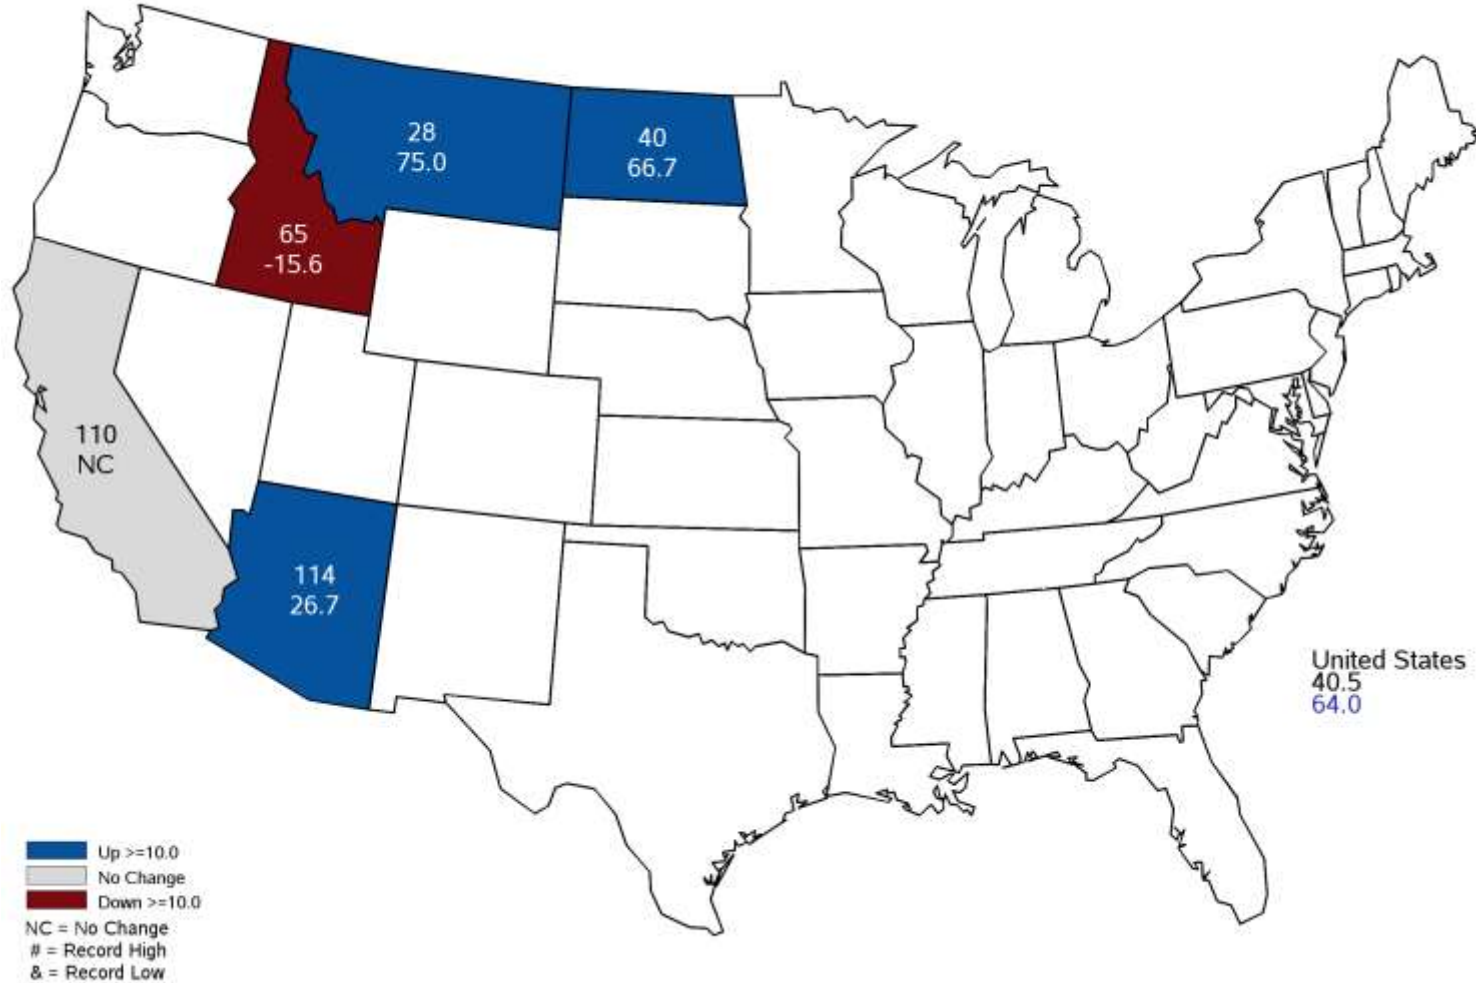 28
75.0
40
66.7
65
-15.6
110
NC
114
26.7
United States
40.5
64.0
Up >=10.0
No Change
Down >=10.0
NC = No Change
# = Record High
& = Record Low